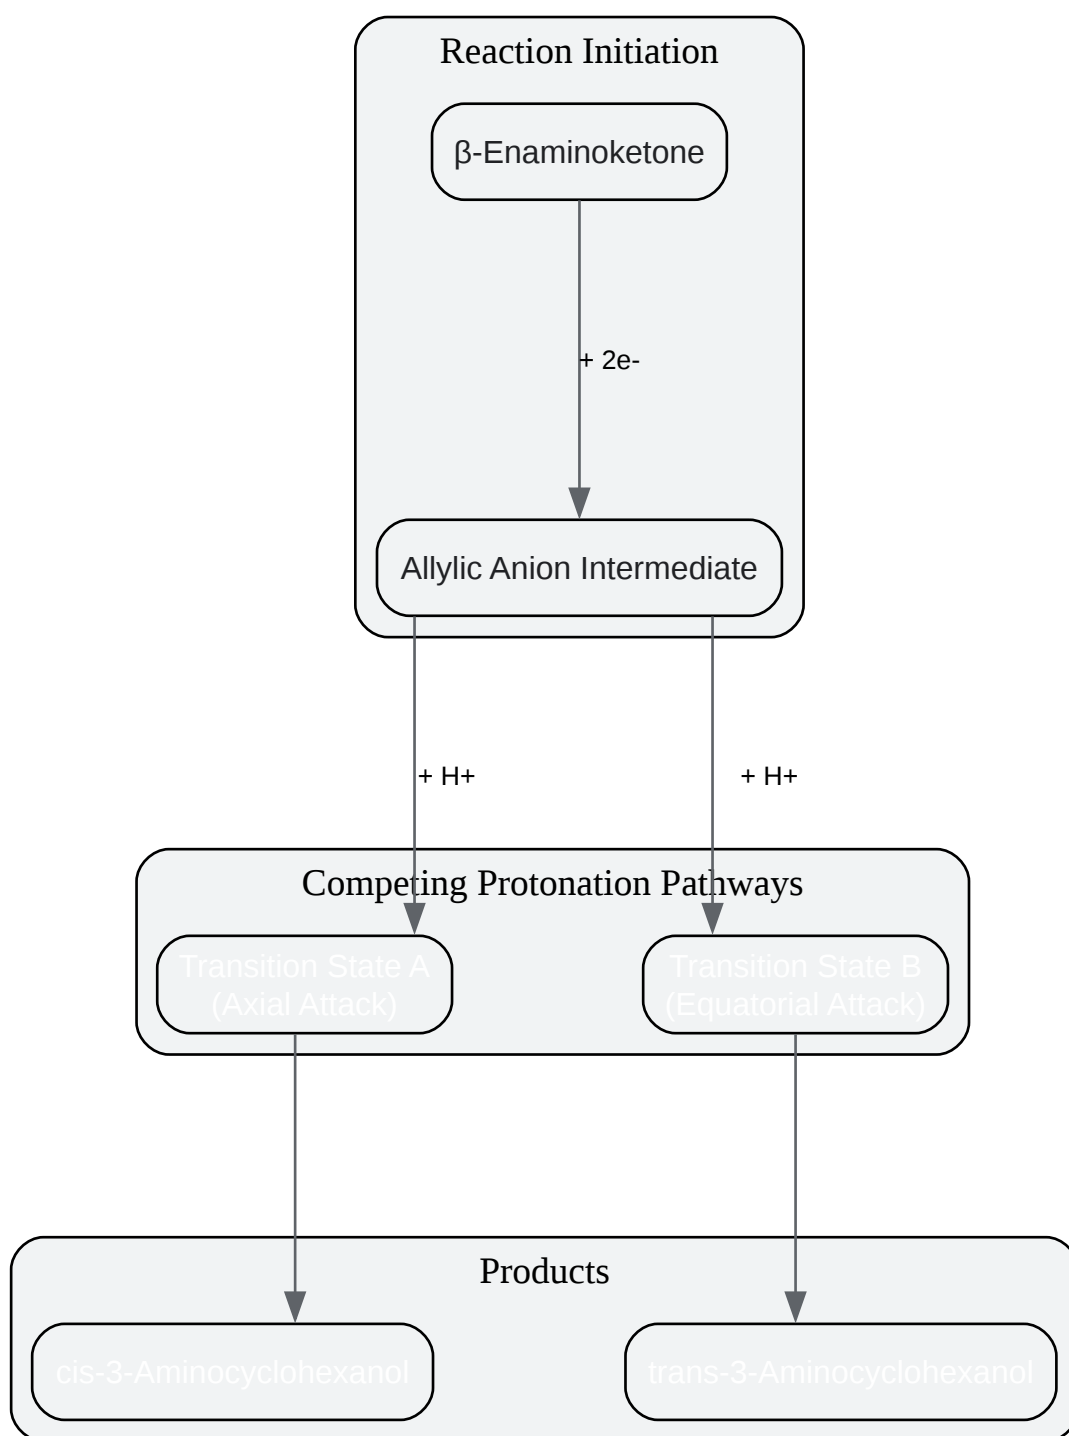 Reaction Initiation
β-Enaminoketone
+ 2e-
Allylic Anion Intermediate
+ H+
+ H+
Competing Protonation Pathways
Transition State A
(Axial Attack)
Transition State B
(Equatorial Attack)
Products
cis-3-Aminocyclohexanol
trans-3-Aminocyclohexanol